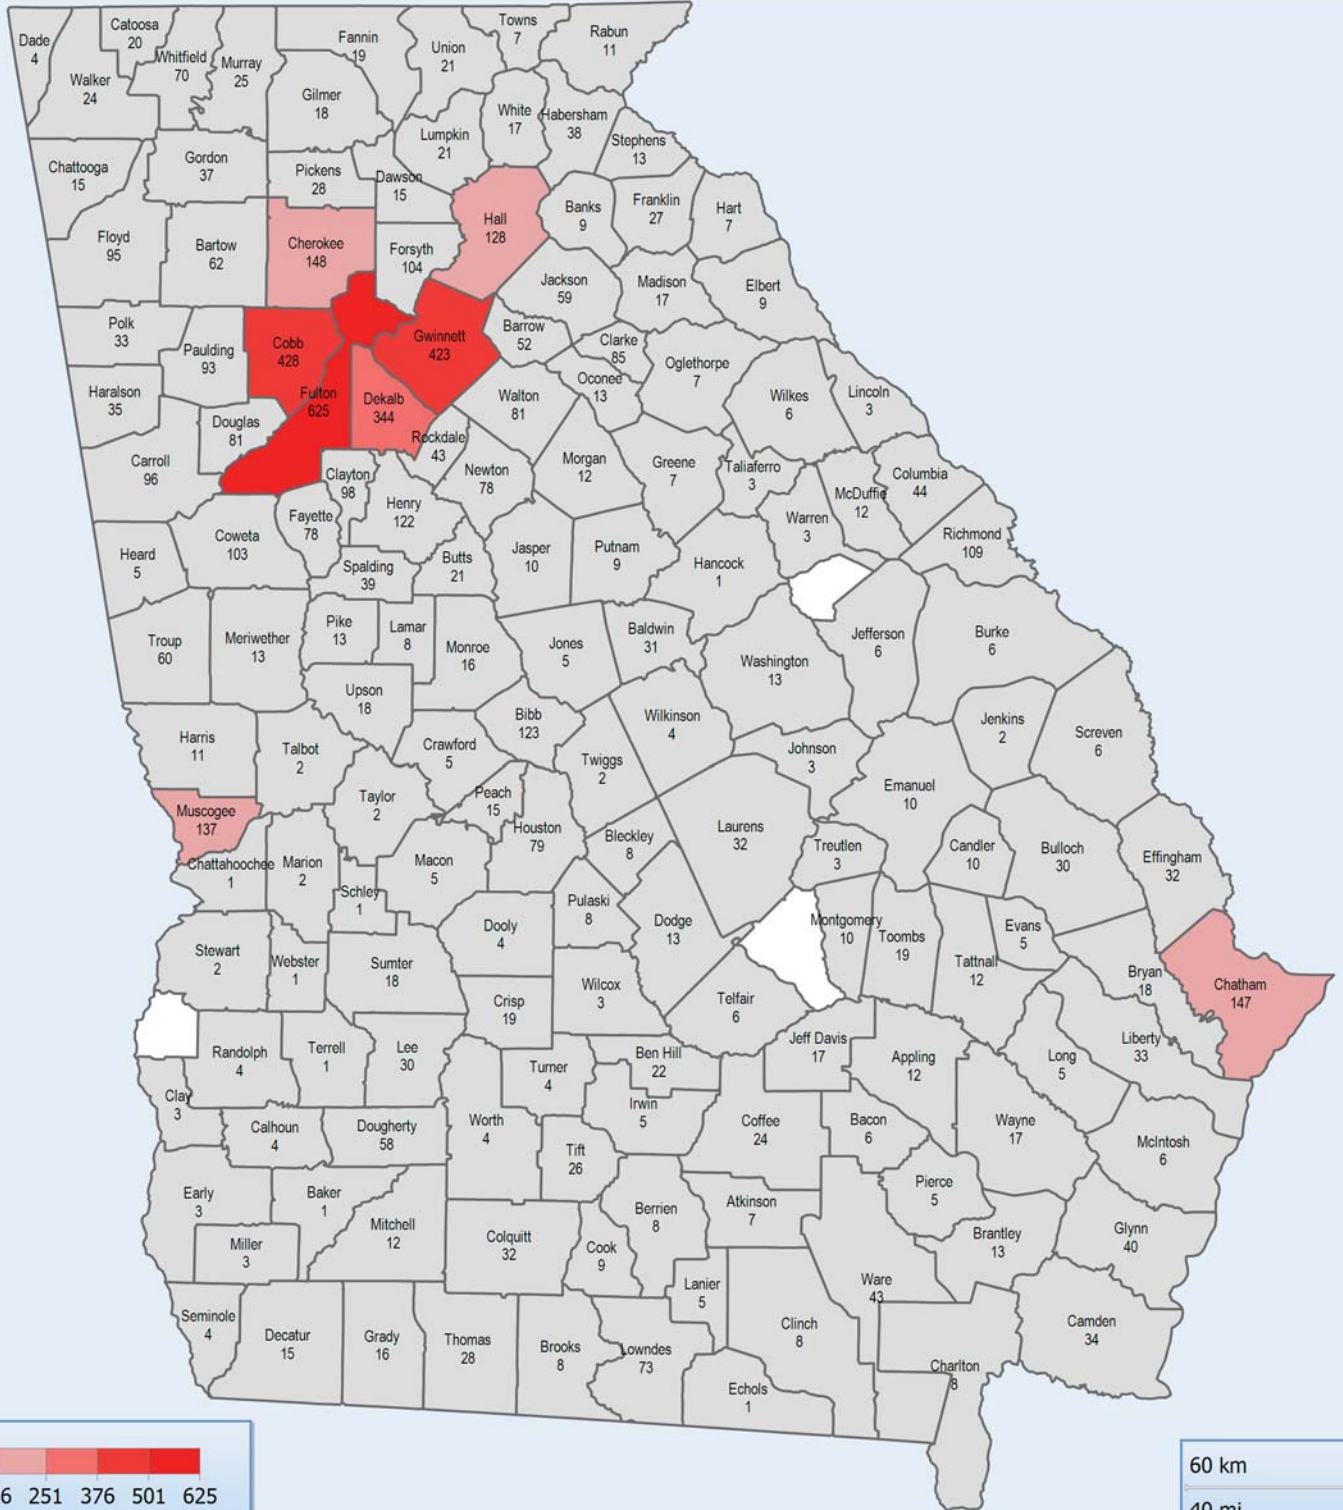 Dade
4
Catoosa
20
Walker
24
Whitfield
70
Murray
25
Fannin
19
Gilmer
18
Union
21
Towns
7
Rabun
11
White
17
Habersham
38
Lumpkin
21
Stephens
13
Chattooga
15
Gordon
37
Pickens
28
Dawson
15
Hall
128
Banks
9
Franklin
27
Hart
7
Floyd
95
Bartow
62
Cherokee
148
Forsyth
104
Jackson
59
Madison
17
Elbert
9
Polk
33
Paulding
93
Cobb
428
Fulton
625
Gwinnett
423
Barrow
52
Clarke
85
Oconee
13
Oglethorpe
7
Wilkes
6
Lincoln
3
Haralson
35
Douglas
81
Dekalb
344
Rockdale
43
Walton
81
Carroll
96
Clayton
98
Newton
78
Morgan
12
Greene
7
Taliaferro
3
McDuffie
12
Columbia
44
Warren
3
Richmond
109
Heard
5
Coweta
103
Fayette
78
Henry
122
Spalding
39
Butts
21
Jasper
10
Putnam
9
Hancock
1
Troup
60
Meriwether
13
Pike
13
Lamar
8
Monroe
16
Jones
5
Baldwin
31
Washington
13
Jefferson
6
Burke
6
Upson
18
Bibb
123
Wilkinson
4
Jenkins
2
Screven
6
Harris
11
Talbot
2
Crawford
5
Twiggs
2
Johnson
3
Emanuel
10
Muscogee
137
Taylor
2
Peach
15
Houston
79
Bleckley
8
Laurens
32
Treutlen
3
Candler
10
Bulloch
30
Effingham
32
Chattahoochee
1
Marion
2
Schley
1
Macon
5
Pulaski
8
Dodge
13
Dooly
4
Montgomery
10
Toombs
19
Evans
5
Tattnall
12
Stewart
2
Webster
1
Sumter
18
Crisp
19
Wilcox
3
Telfair
6
Bryan
18
Chatham
147
Randolph
4
Terrell
1
Lee
30
Turner
4
Ben Hill
22
Jeff Davis
17
Appling
12
Long
5
Liberty
33
Clay
3
Calhoun
4
Dougherty
58
Worth
4
Irwin
5
Tift
26
Coffee
24
Bacon
6
Wayne
17
McIntosh
6
Early
3
Baker
1
Mitchell
12
Miller
3
Colquitt
32
Cook
9
Berrien
8
Atkinson
7
Pierce
5
Brantley
13
Glynn
40
Lanier
5
Ware
43
Clinch
8
Camden
34
Seminole
4
Decatur
15
Grady
16
Thomas
28
Brooks
8
Lowndes
73
Echols
1
Charlton
8
6 251 376 501 625
60 km
40 mi